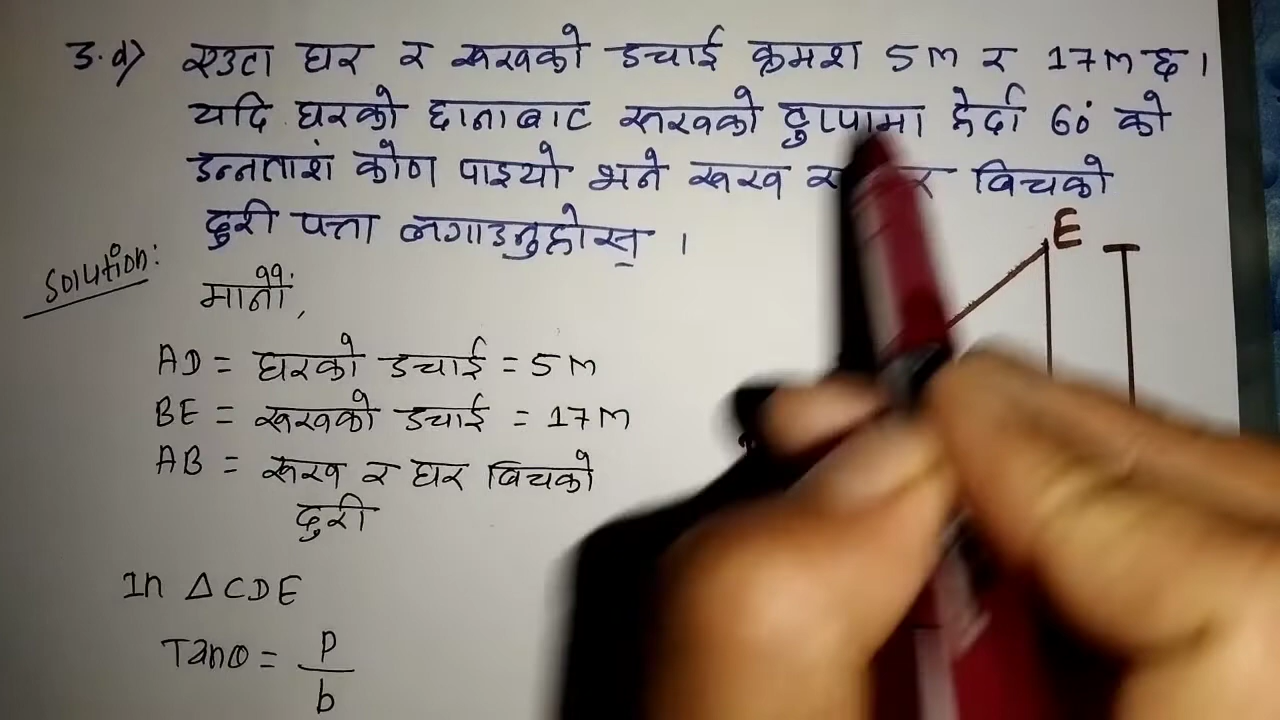 3.d) एउटा घर र रूखको उचाई क्रमश 5m र 17m छ।
यदि घरको छानाबाट रूखको टुप्पामा हेर्दा 60° को
उन्नतांश कोण पाइयो भने रूख र बिचको
दुरी पत्ता लगाउनुहोस्।
Solution:
मानौं,
E
AD = घरको उचाई = 5m
BE = रूखको उचाई = 17m
AB = रूख र घर बिचको
दुरी
In △CDE
Tanθ = p
b